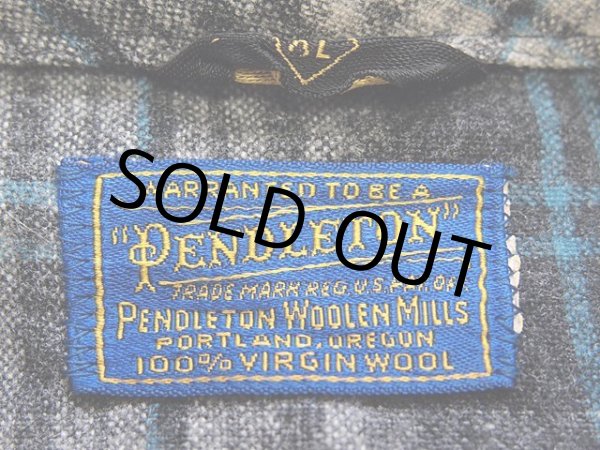 WARRANTED TO BE A
"PENDLETON"
TRADE MARK REG. U.S. PAT. OFF.
PENDLETON WOOLEN MILLS
PORTLAND, OREGON
100% VIRGIN WOOL
SOLD OUT